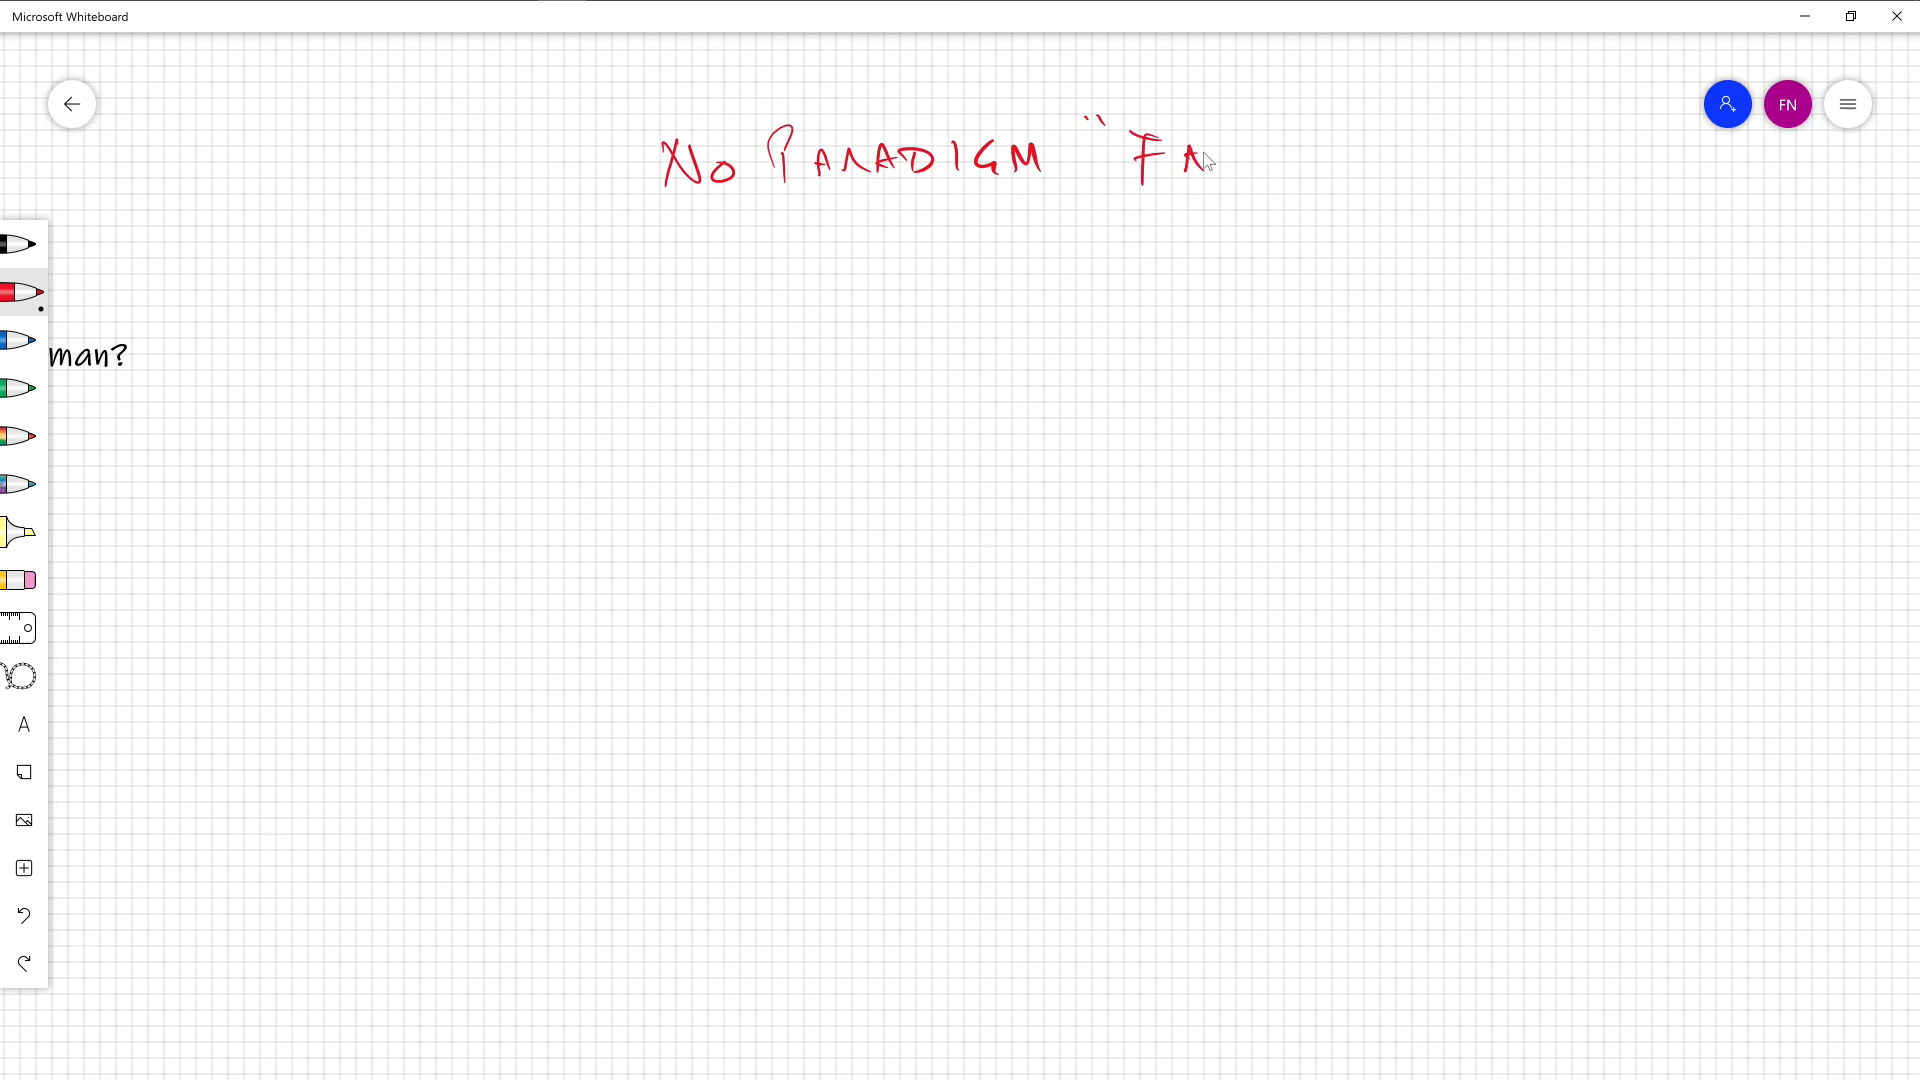 Microsoft Whiteboard
FN
No PARADIGM " FA
man?
A